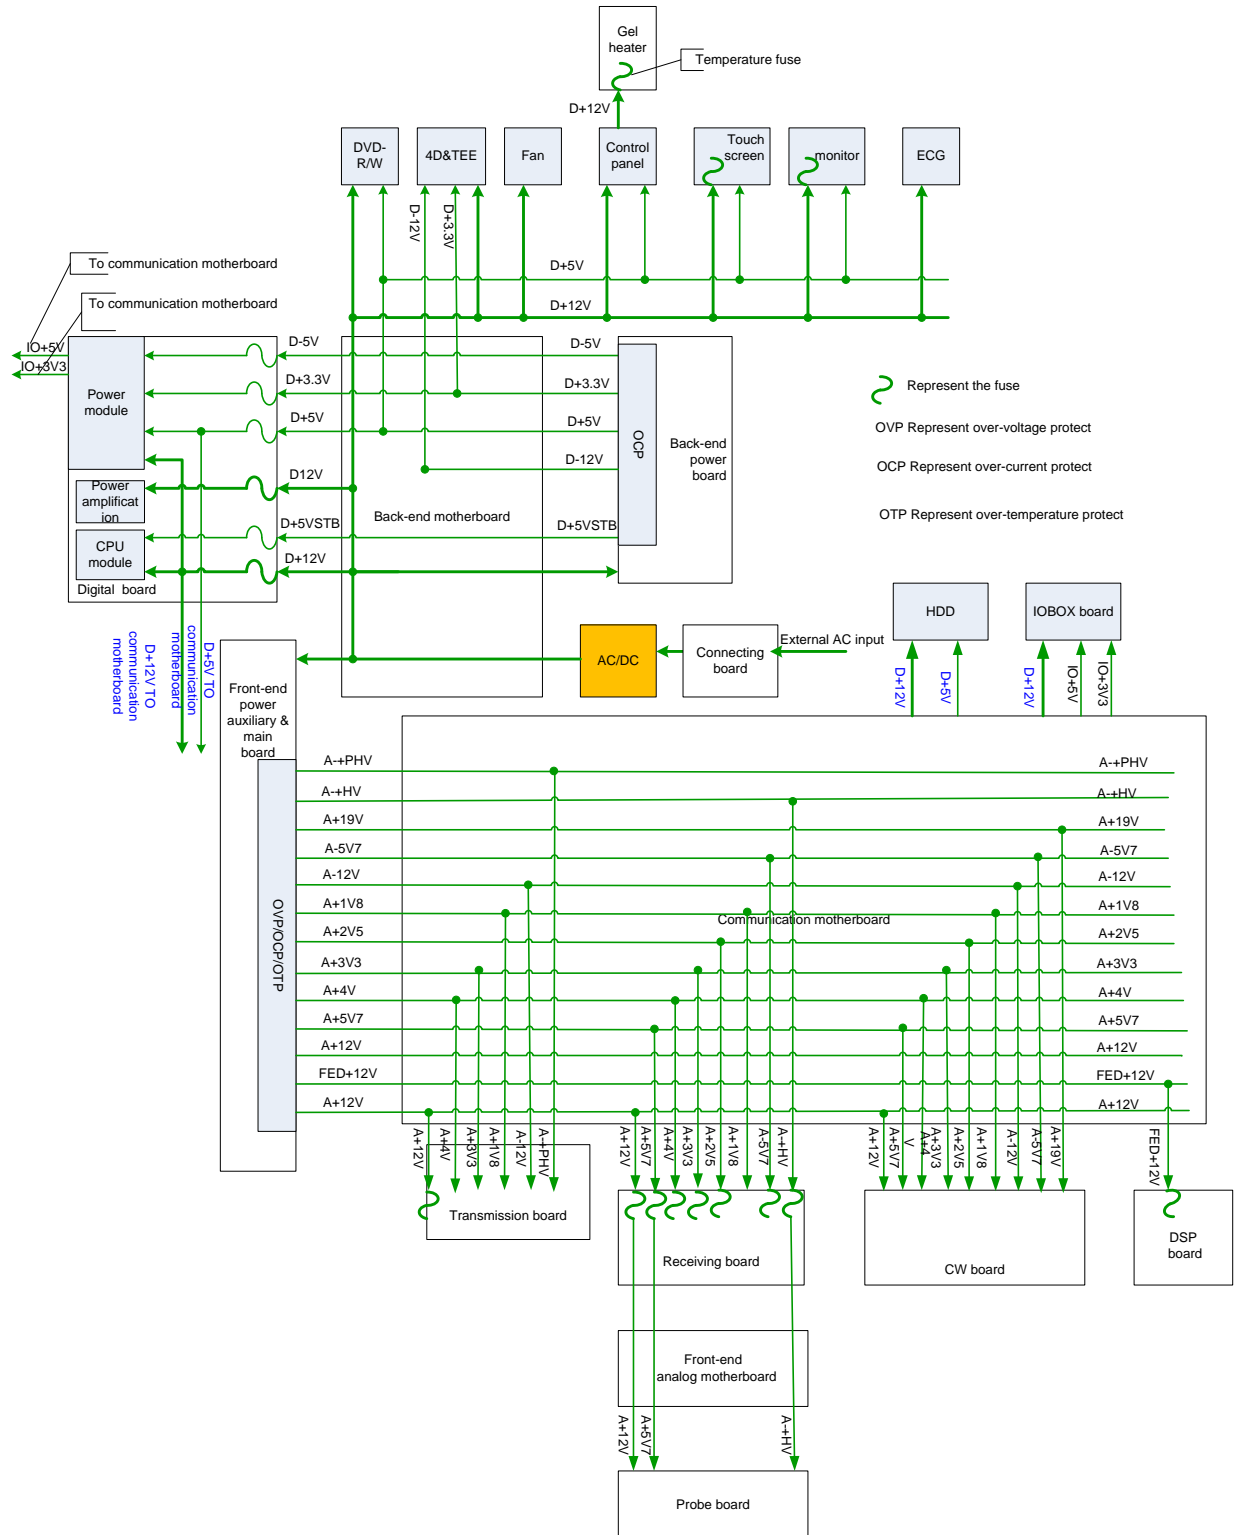 Gel
heater
Temperature fuse
D+12V
DVD-
R/W
4D&TEE
Fan
Control
panel
Touch
screen
monitor
ECG
D-12V
D+3.3V
D+5V
D+12V
To communication motherboard
To communication motherboard
IO+5V
IO+3V3
Power
module
D-5V
D+3.3V
D+5V
D12V
D+5VSTB
D+12V
Power
amplificat
ion
CPU
module
Digital board
Back-end motherboard
D-5V
D+3.3V
D+5V
D-12V
D+5VSTB
OCP
Back-end
power
board
Represent the fuse
OVP Represent over-voltage protect
OCP Represent over-current protect
OTP Represent over-temperature protect
D+5V TO
communication
motherboard
D+12V TO
communication
motherboard
AC/DC
Connecting
board
External AC input
HDD
IOBOX board
D+12V
D+5V
D+12V
IO+5V
IO+3V3
Front-end
power
auxiliary &
main
board
OVP/OCP/OTP
A-+PHV
A-+HV
A+19V
A-5V7
A-12V
A+1V8
A+2V5
A+3V3
A+4V
A+5V7
A+12V
FED+12V
A+12V
Communication motherboard
A-+PHV
A-+HV
A+19V
A-5V7
A-12V
A+1V8
A+2V5
A+3V3
A+4V
A+5V7
A+12V
FED+12V
A+12V
A+12V
A+4V
A+3V3
A+1V8
A-12V
A-+PHV
Transmission board
A+12V
A+5V7
A+4V
A+3V3
A+2V5
A+1V8
A-5V7
A-+HV
Receiving board
A+12V
A+5V7
A+4
V
A+3V3
A+2V5
A+1V8
A-12V
A-5V7
A+19V
CW board
FED+12V
DSP
board
Front-end
analog motherboard
A+12V
A+5V7
A-+HV
Probe board